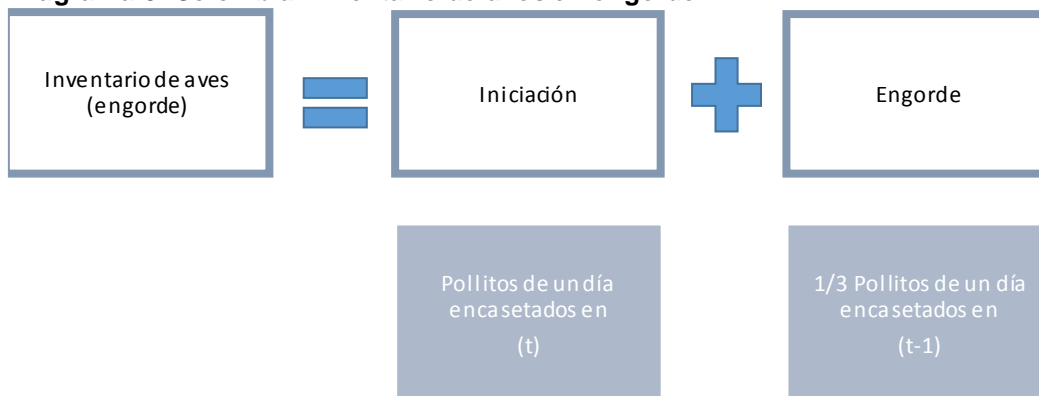 Inventario de aves
(engorde)
Iniciación
Engorde
Pollitos de un día
encasetados en
(t)
1/3 Pollitos de un día
encasetados en
(t-1)